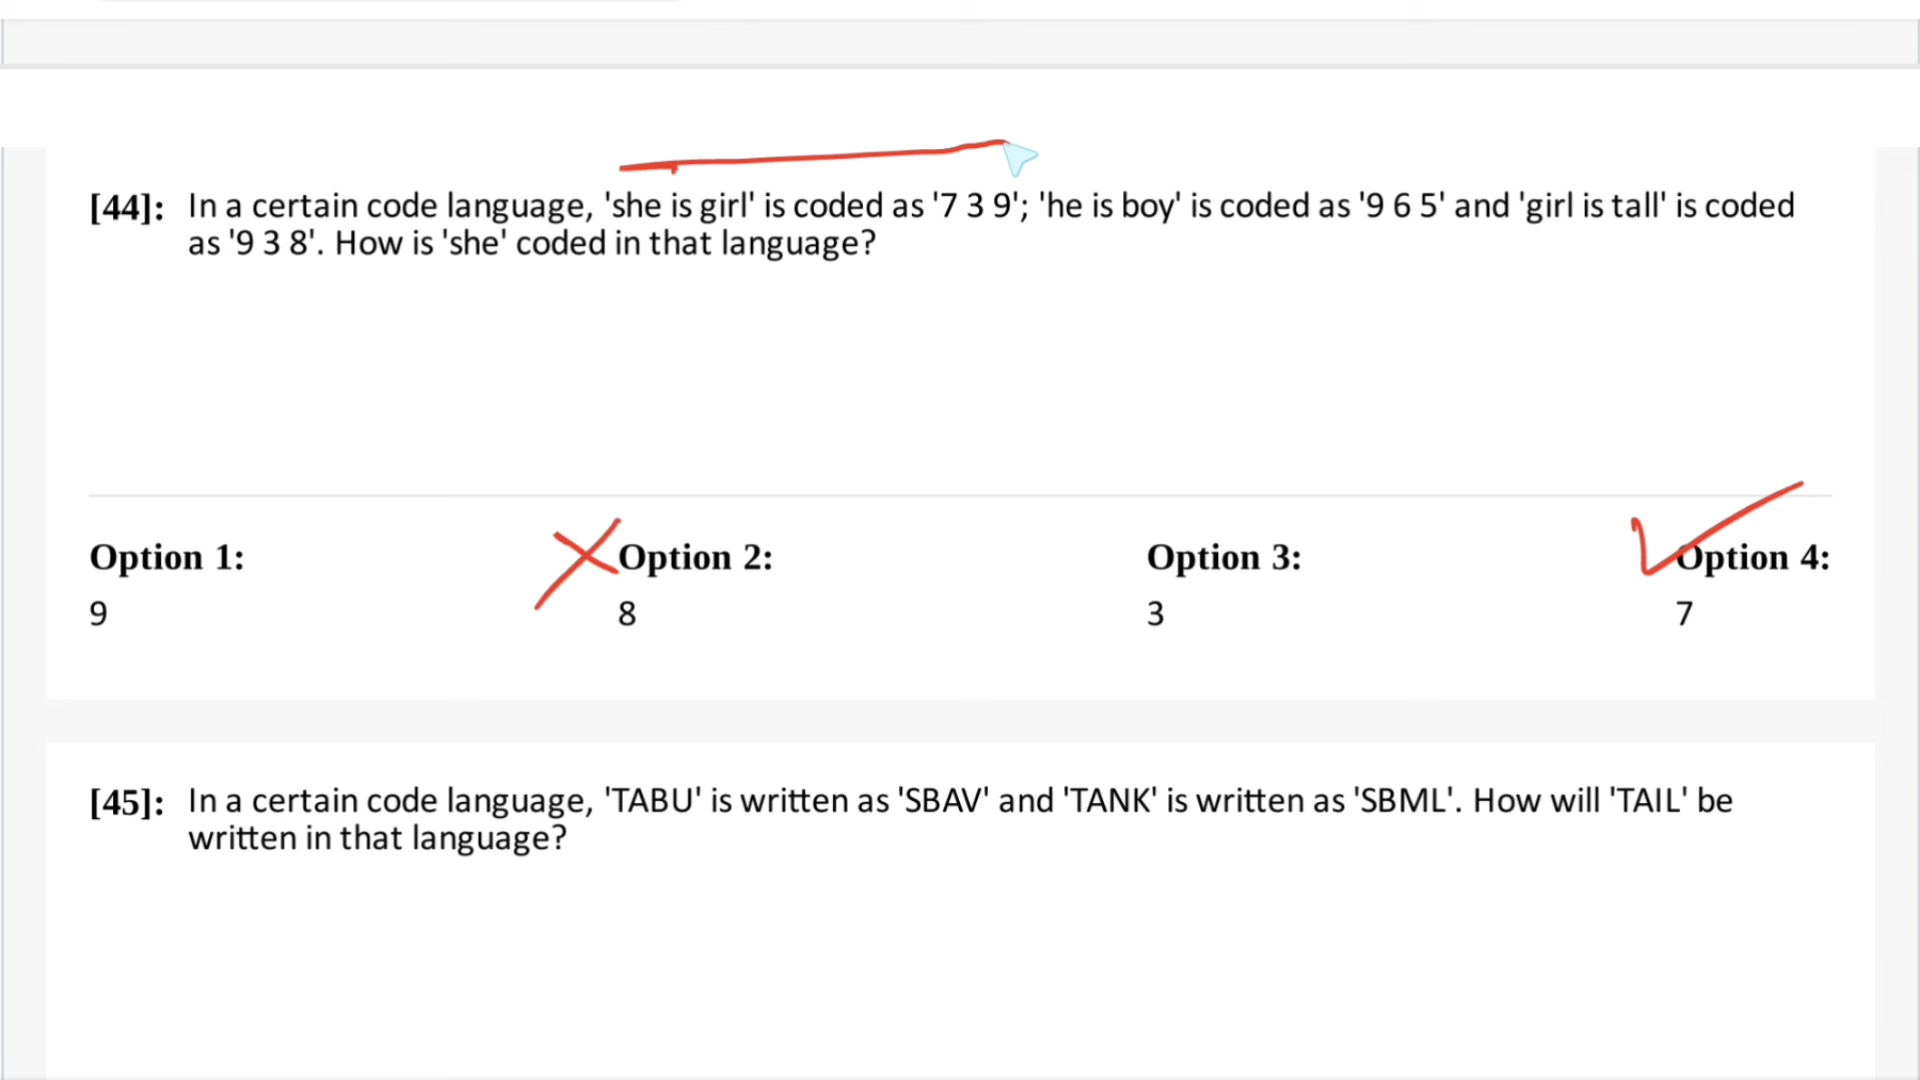 [44]: In a certain code language, 'she is girl' is coded as '7 3 9'; 'he is boy' is coded as '9 6 5' and 'girl is tall' is coded
as '9 3 8'. How is 'she' coded in that language?
Option 1: Option 2: Option 3: Option 4:
9 8 3 7
[45]: In a certain code language, 'TABU' is written as 'SBAV' and 'TANK' is written as 'SBML'. How will 'TAIL' be
written in that language?